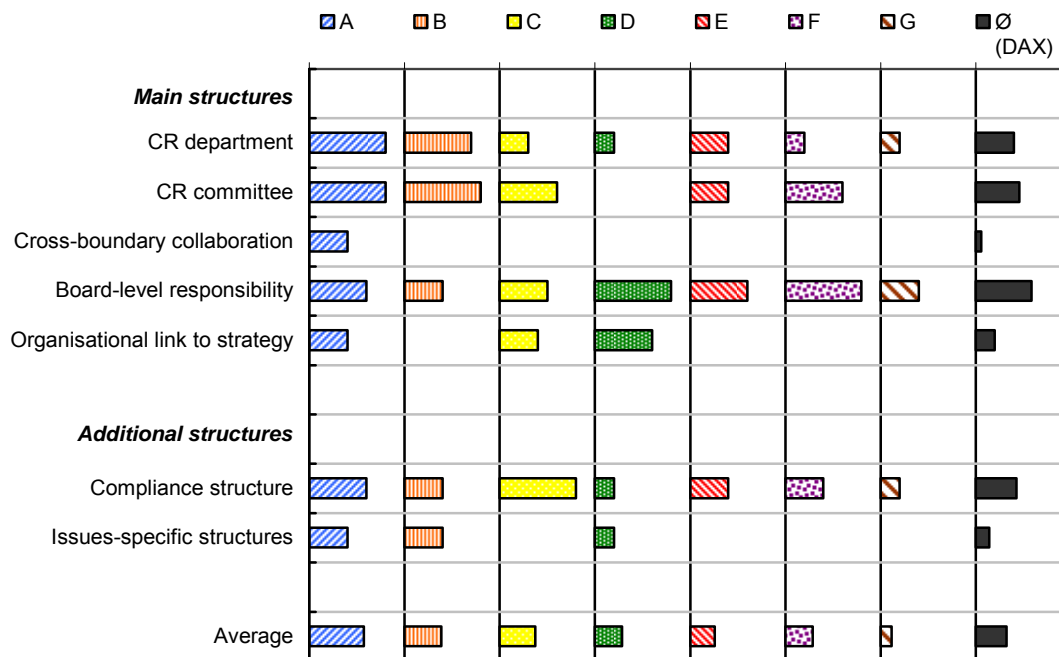 A B C D E F G Ø
(DAX)
Main structures
CR department
CR committee
Cross-boundary collaboration
Board-level responsibility
Organisational link to strategy
Additional structures
Compliance structure
Issues-specific structures
Average